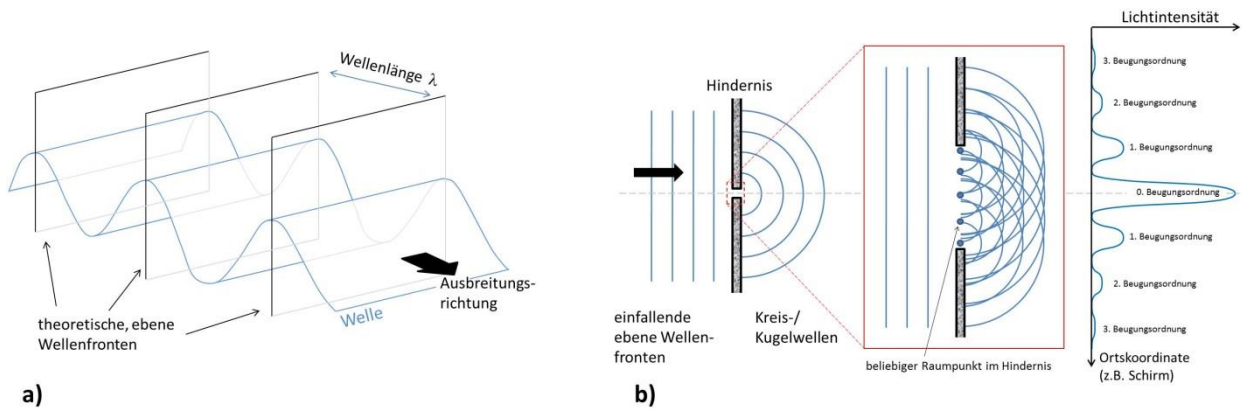 Wellenlänge λ
Ausbreitungs-
richtung
Welle
theoretische, ebene
Wellenfronten
a)
Lichtintensität
Hindernis
3. Beugungsordnung
2. Beugungsordnung
1. Beugungsordnung
0. Beugungsordnung
1. Beugungsordnung
2. Beugungsordnung
3. Beugungsordnung
einfallende
ebene Wellen-
fronten
Kreis-/
Kugelwellen
beliebiger Raumpunkt im Hindernis
Ortskoordinate
(z.B. Schirm)
b)